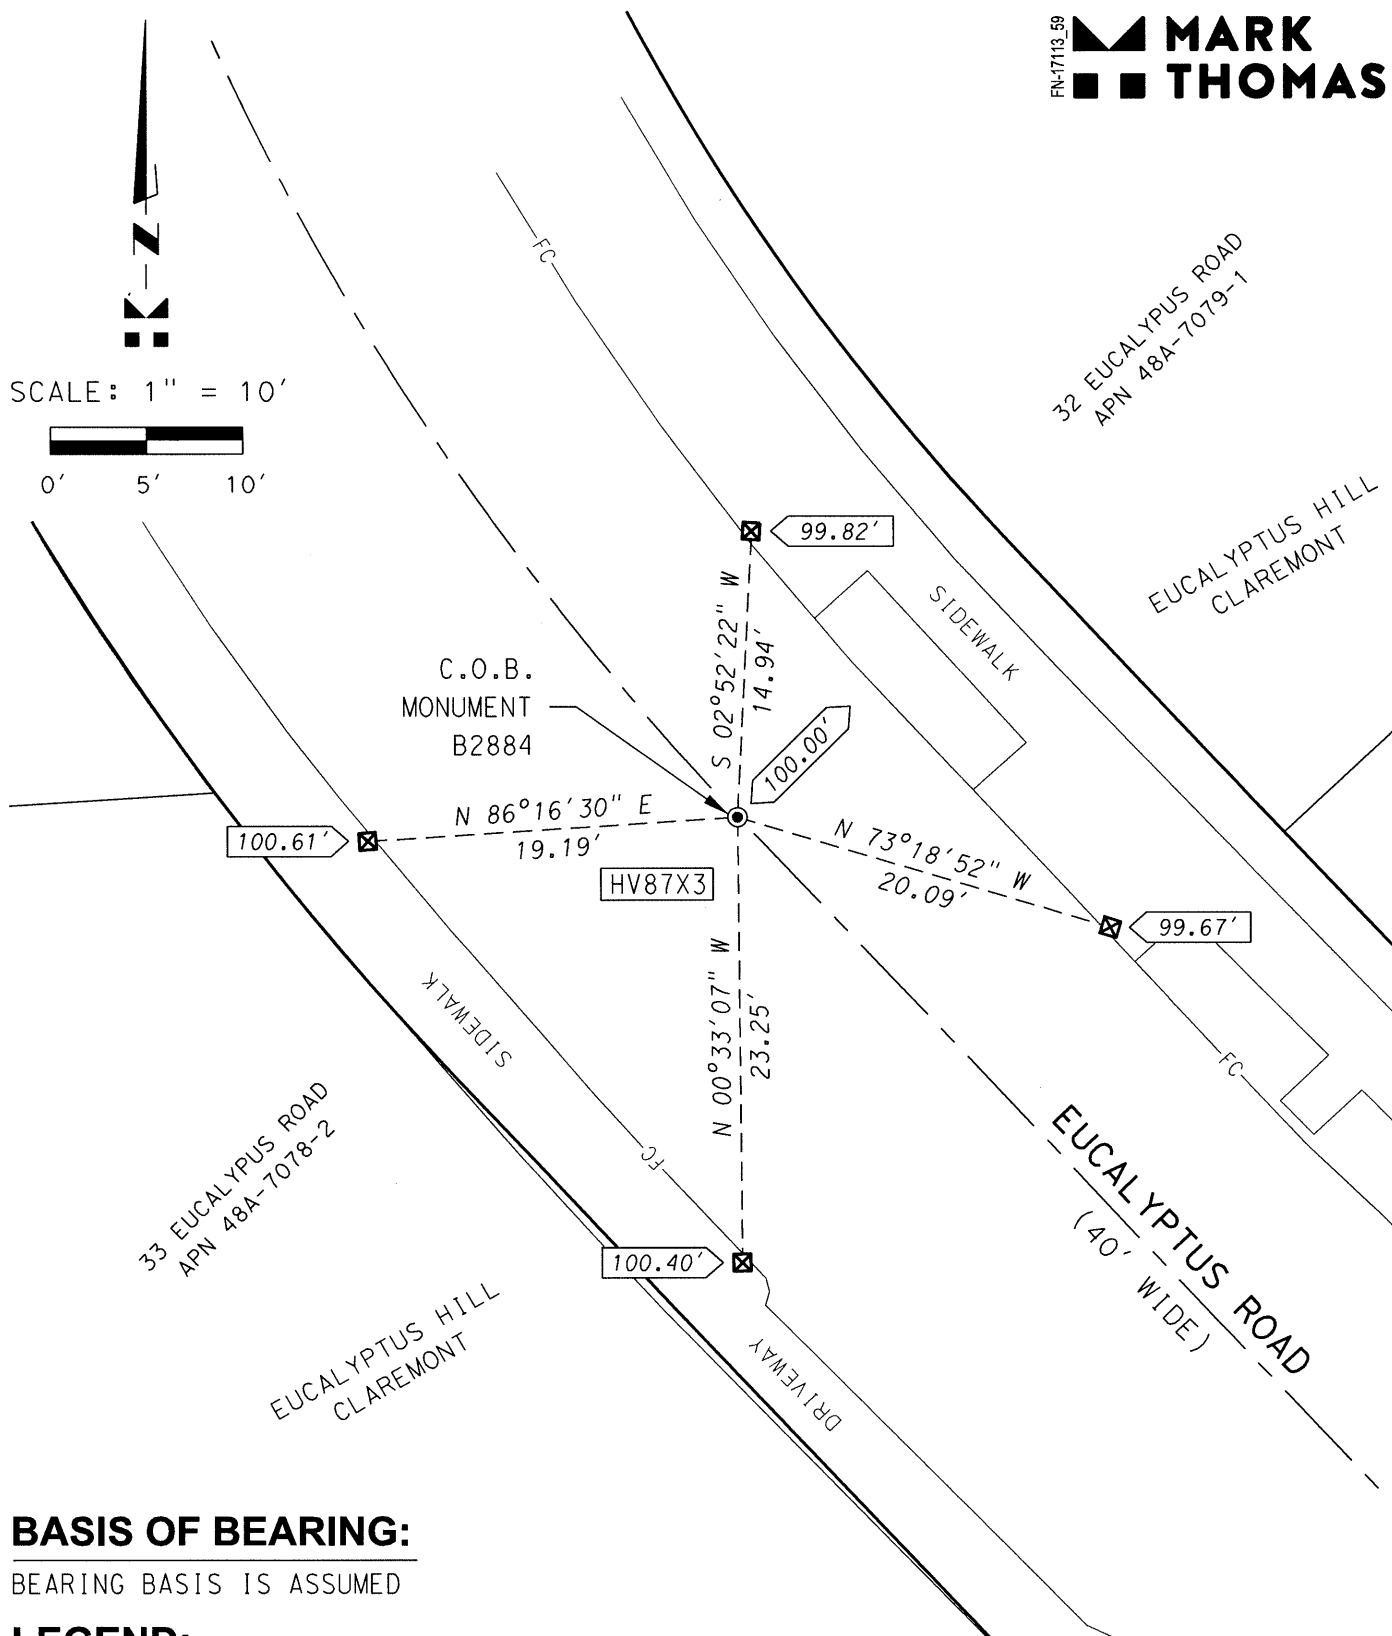 FN-17113_59
MARK
THOMAS
N
SCALE: 1" = 10'
0' 5' 10'
FC
32 EUCALYPUS ROAD
APN 48A-7079-1
EUCALYPTUS HILL
CLAREMONT
99.82'
SIDEWALK
S 02°52'22" W
14.94'
C.O.B.
MONUMENT
B2884
100.00'
N 86°16'30" E
19.19'
100.61'
HV87X3
N 73°18'52" W
20.09'
99.67'
N 00°33'07" W
23.25'
SIDEWALK
FC
FC
33 EUCALYPUS ROAD
APN 48A-7078-2
EUCALYPTUS ROAD
(40' WIDE)
100.40'
EUCALYPTUS HILL
CLAREMONT
DRIVEWAY
BASIS OF BEARING:
BEARING BASIS IS ASSUMED
LEGEND: